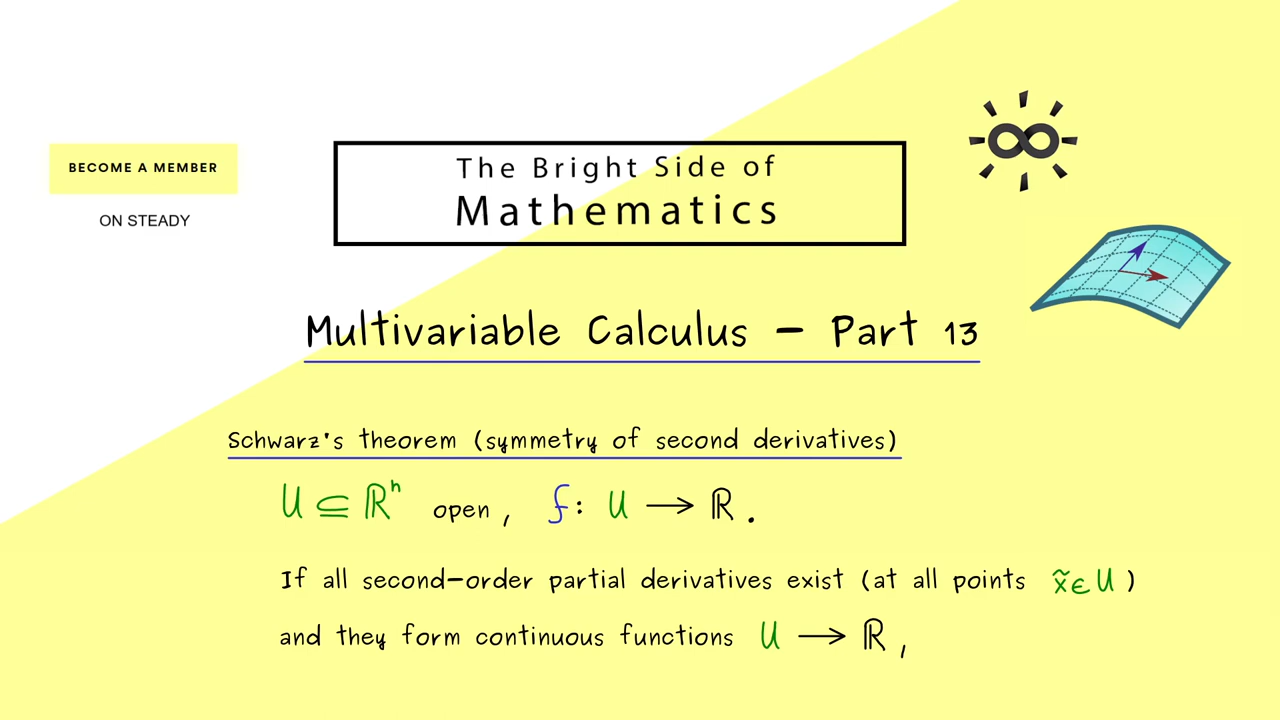 BECOME A MEMBER
ON STEADY
The Bright Side of
Mathematics
Multivariable Calculus – Part 13
Schwarz's theorem (symmetry of second derivatives)
U ⊆ ℝⁿ open, f: U ⟶ ℝ.
If all second-order partial derivatives exist (at all points x̃ ∈ U)
and they form continuous functions U ⟶ ℝ,